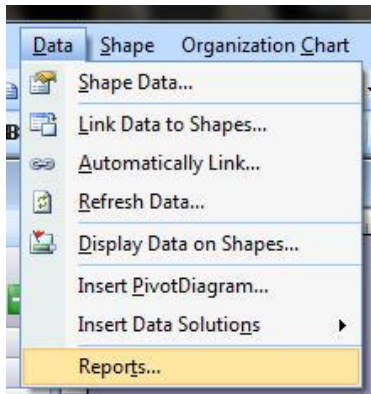 Data Shape Organization Chart
Shape Data...
B
Link Data to Shapes...
Automatically Link...
Refresh Data...
Display Data on Shapes...
Insert PivotDiagram...
Insert Data Solutions
Reports...